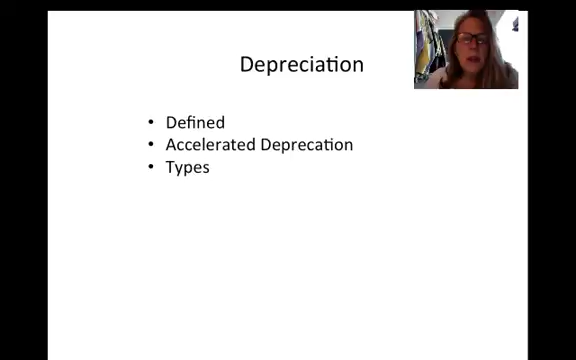 Depreciation
• Defined
• Accelerated Deprecation
• Types